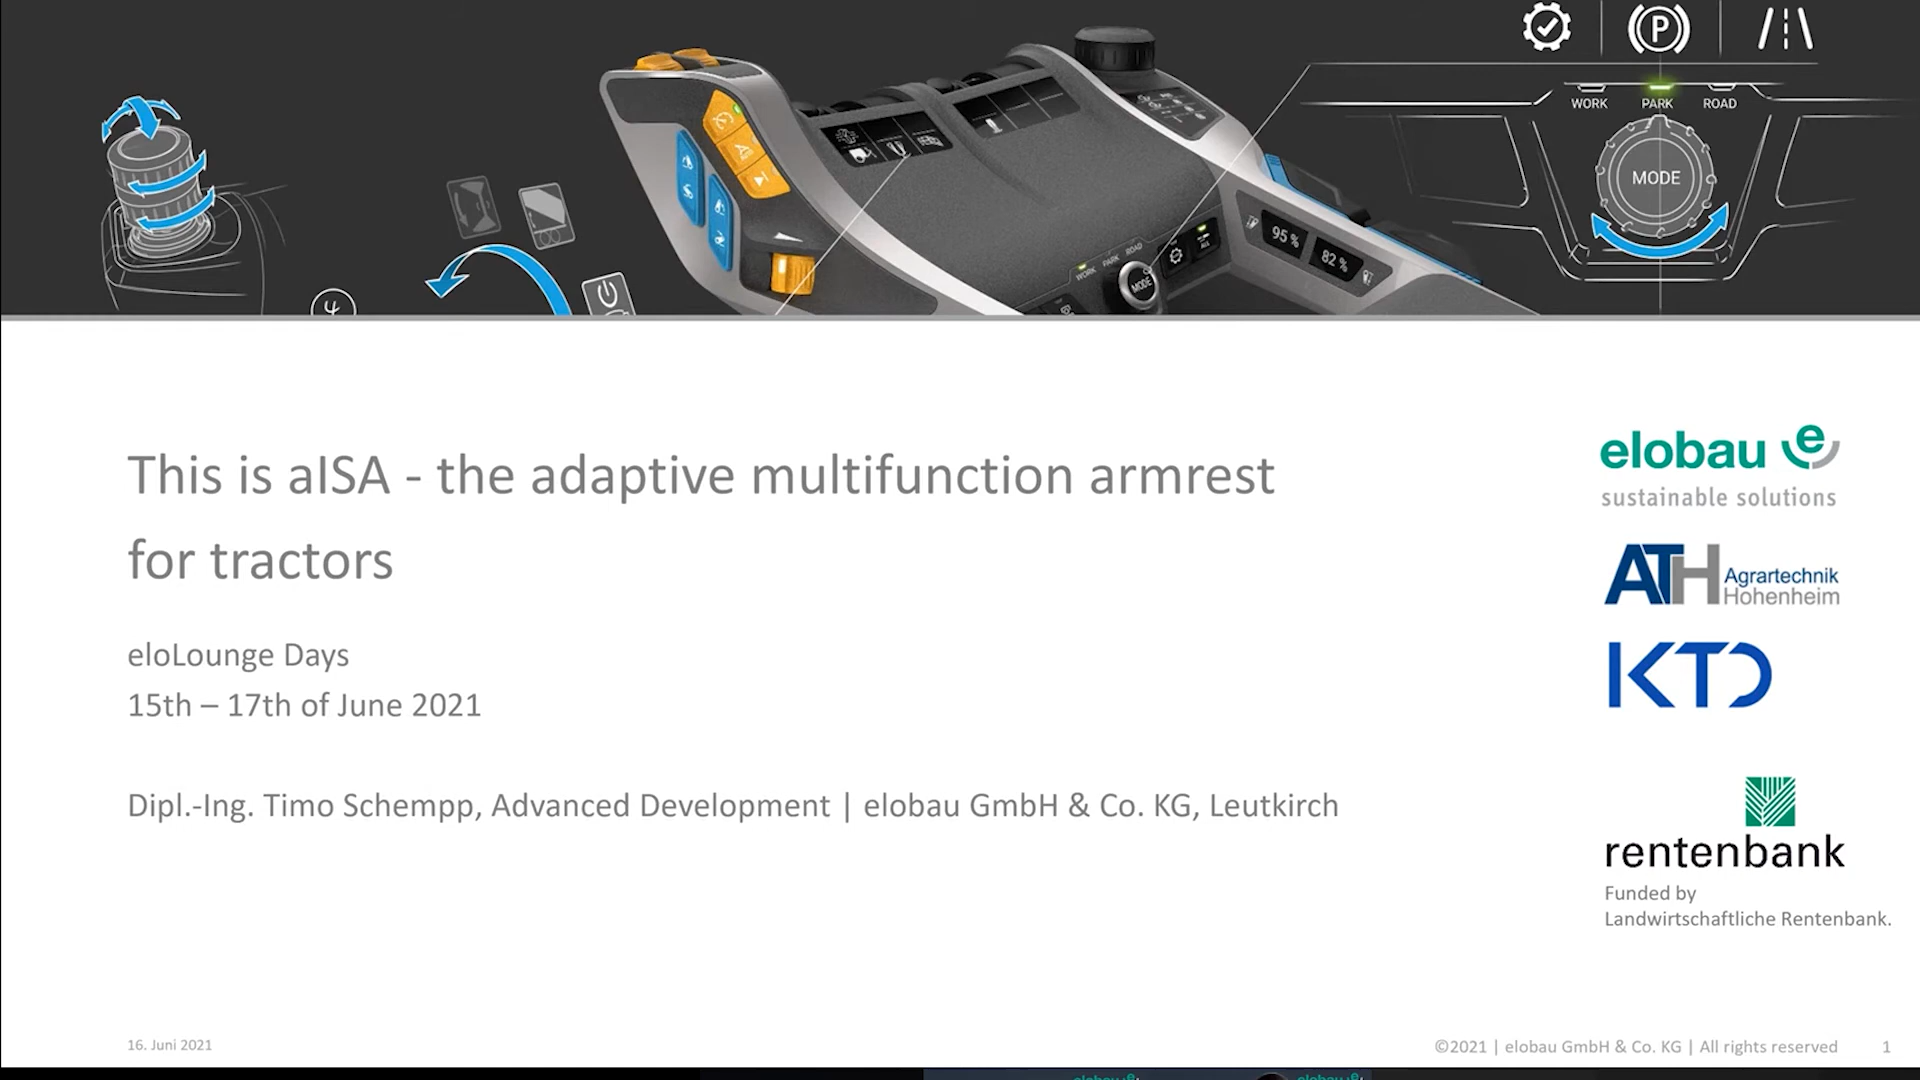 WORK PARK ROAD
MODE
WORK PARK ROAD
MODE
ALL
95 %
82 %
This is aISA - the adaptive multifunction armrest
for tractors
eloLounge Days
15th – 17th of June 2021
Dipl.-Ing. Timo Schempp, Advanced Development | elobau GmbH & Co. KG, Leutkirch
elobau e
sustainable solutions
ATH Agrartechnik
Hohenheim
KTD
rentenbank
Funded by
Landwirtschaftliche Rentenbank.
16. Juni 2021
©2021 | elobau GmbH & Co. KG | All rights reserved 1
elobau elobau